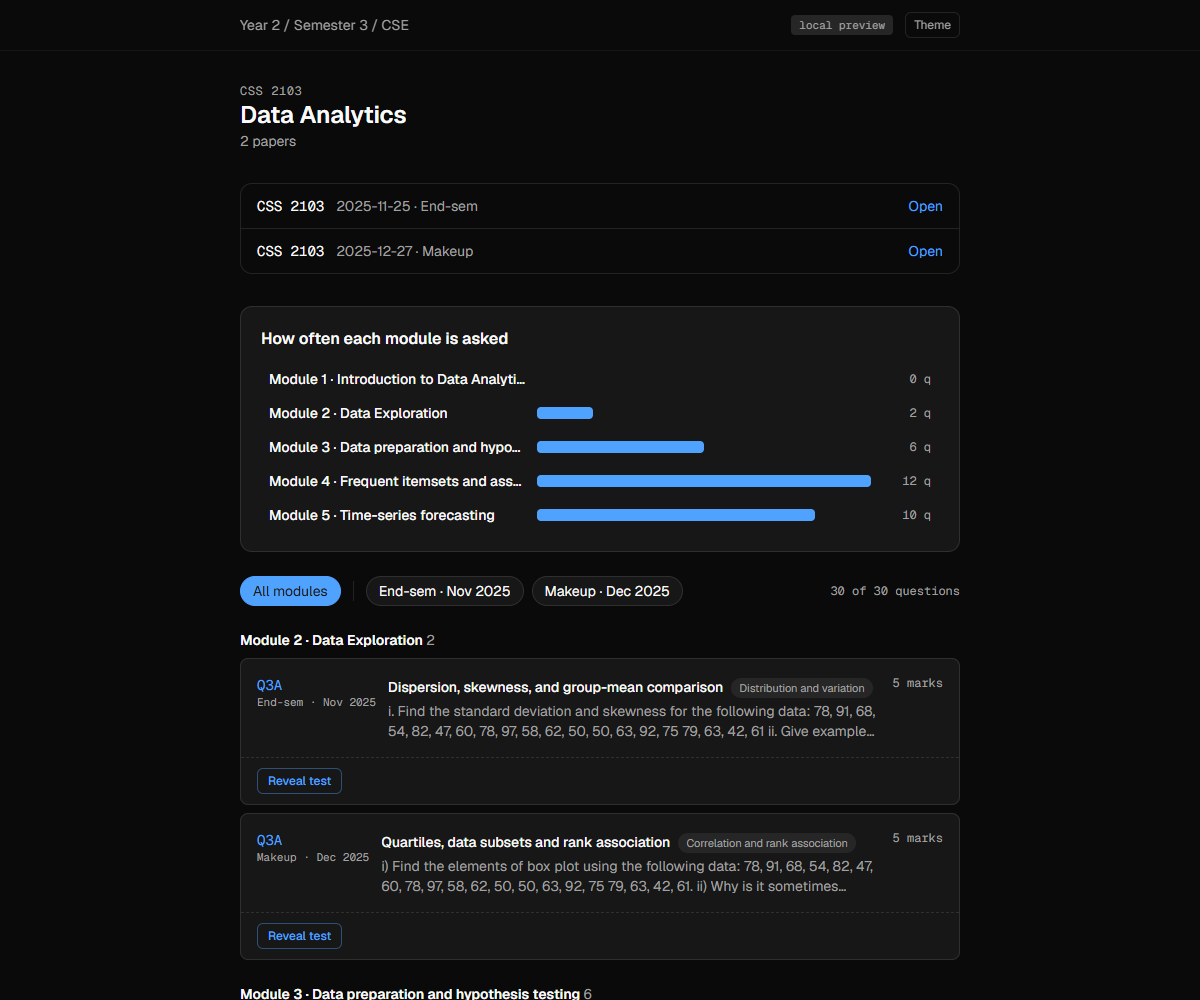 Year 2 / Semester 3 / CSE
local preview
Theme
CSS 2103
Data Analytics
2 papers
CSS 2103 2025-11-25 · End-sem Open
CSS 2103 2025-12-27 · Makeup Open
How often each module is asked
Module 1 · Introduction to Data Analyti... 0 q
Module 2 · Data Exploration 2 q
Module 3 · Data preparation and hypo... 6 q
Module 4 · Frequent itemsets and ass... 12 q
Module 5 · Time-series forecasting 10 q
All modules
End-sem · Nov 2025
Makeup · Dec 2025
30 of 30 questions
Module 2 · Data Exploration 2
Q3A
End-sem · Nov 2025
Dispersion, skewness, and group-mean comparison
Distribution and variation
5 marks
i. Find the standard deviation and skewness for the following data: 78, 91, 68,
54, 82, 47, 60, 78, 97, 58, 62, 50, 50, 63, 92, 75 79, 63, 42, 61 ii. Give example...
Reveal test
Q3A
Makeup · Dec 2025
Quartiles, data subsets and rank association
Correlation and rank association
5 marks
i) Find the elements of box plot using the following data: 78, 91, 68, 54, 82, 47,
60, 78, 97, 58, 62, 50, 50, 63, 92, 75 79, 63, 42, 61. ii) Why is it sometimes...
Reveal test
Module 3 · Data preparation and hypothesis testing 6